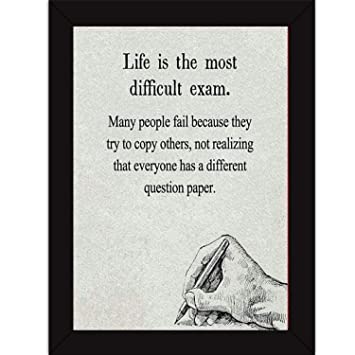 Life is the most
difficult exam.
Many people fail because they
try to copy others, not realizing
that everyone has a different
question paper.